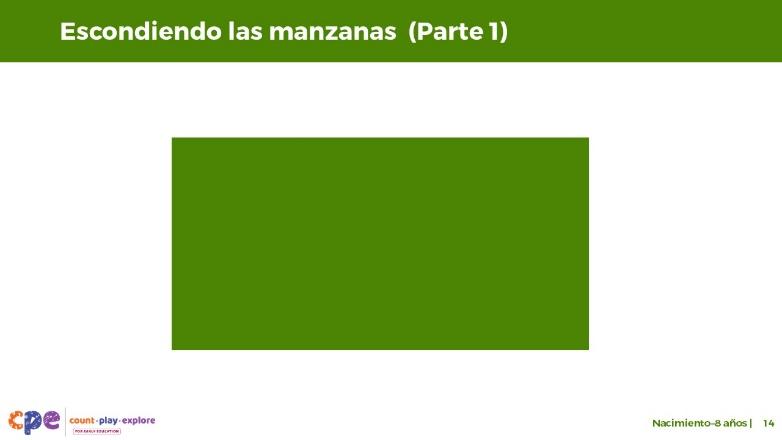 Escondiendo las manzanas (Parte 1)
cpe
count·play·explore
FOR EARLY EDUCATION
Nacimiento–8 años | 14